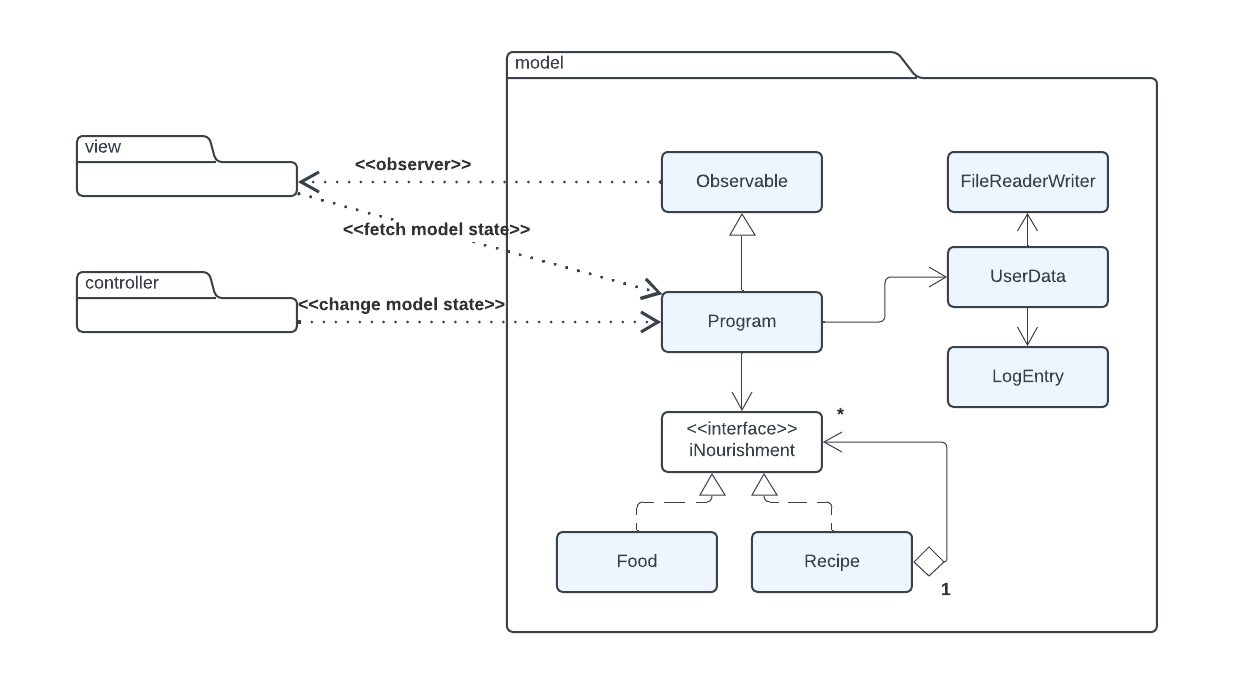 model
view
<<observer>>
Observable
FileReaderWriter
<<fetch model state>>
controller
UserData
<<change model state>>
Program
LogEntry
*
<<interface>>
iNourishment
Food
Recipe
1